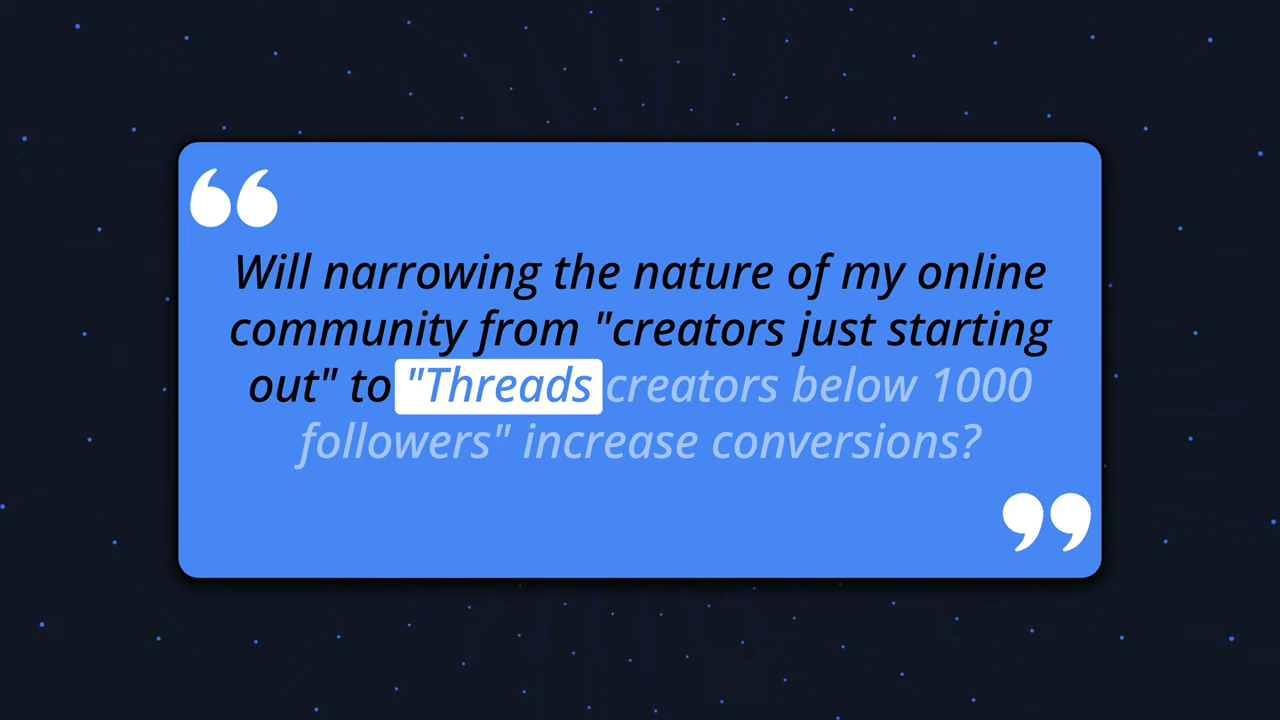 Will narrowing the nature of my online
community from "creators just starting
out" to "Threads creators below 1000
followers" increase conversions?